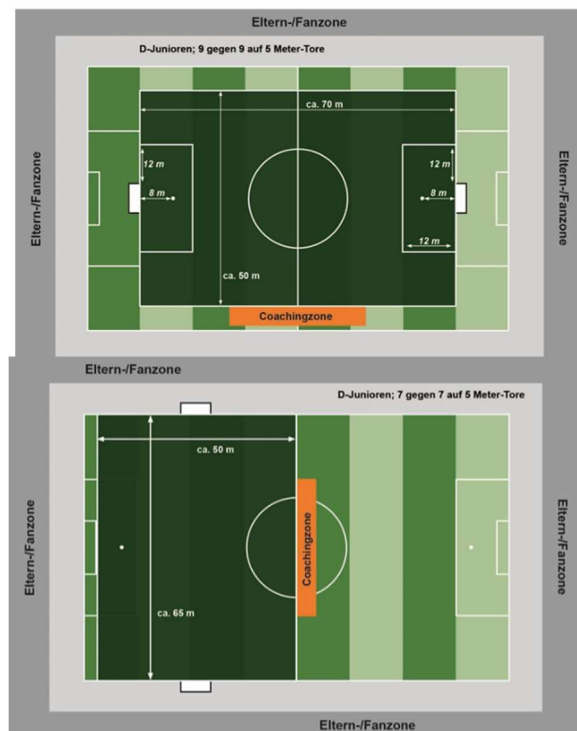 Eltern-/Fanzone
D-Junioren; 9 gegen 9 auf 5 Meter-Tore
ca. 70 m
12 m
12 m
8 m
8 m
Eltern-/Fanzone
Eltern-/Fanzone
12 m
ca. 50 m
Coachingzone
Eltern-/Fanzone
D-Junioren; 7 gegen 7 auf 5 Meter-Tore
ca. 50 m
Eltern-/Fanzone
Coachingzone
Eltern-/Fanzone
ca. 65 m
Eltern-/Fanzone